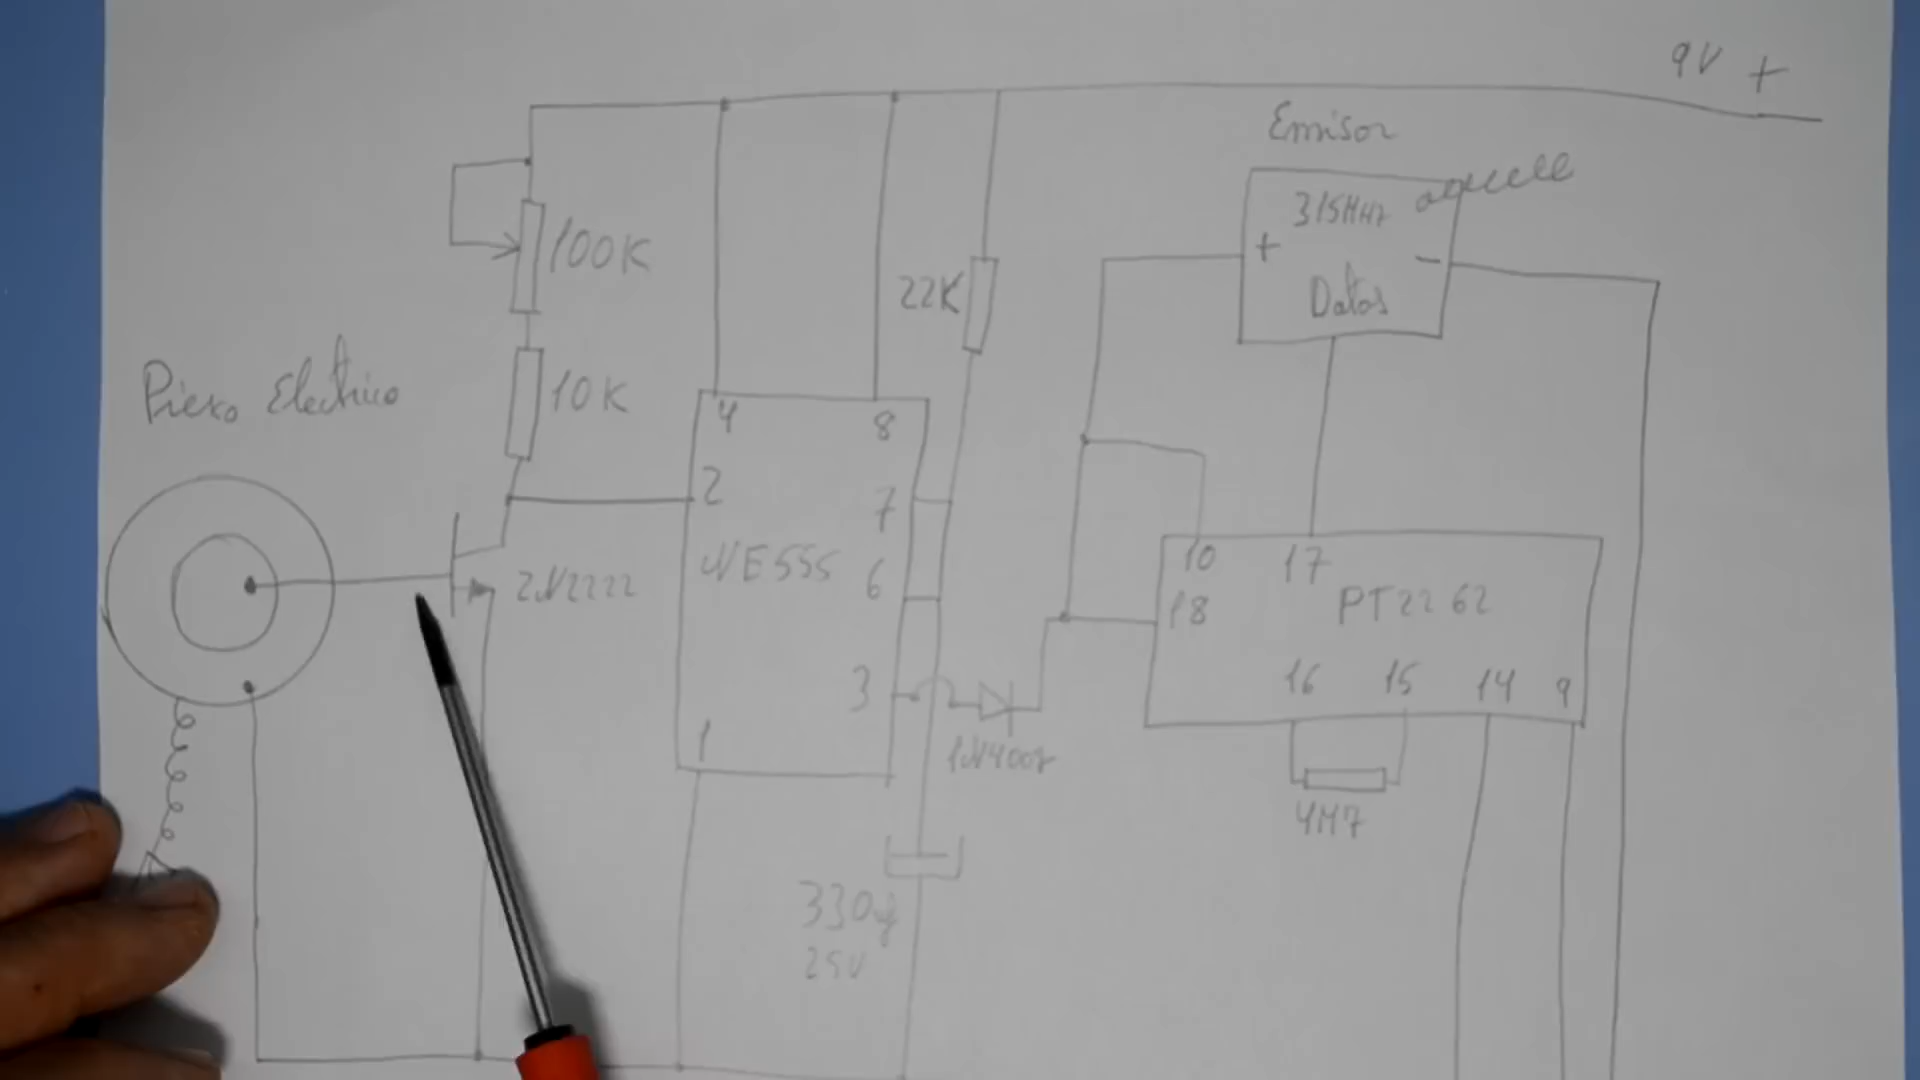 9V +
Emisor
315MHz
+ -
Datos
100K
22K
10K
Piezo Electrico
4 8
2
7
NE555
6
2N2222
3
1
10 17
18
PT2262
16 15 14 9
1N4007
4M7
330uf
25V